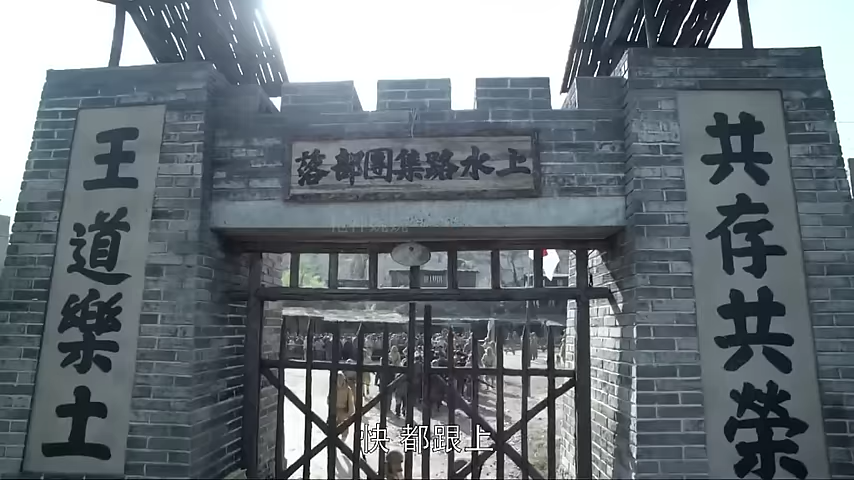 上水路集團部落
共存共榮
王道樂土
快 都跟上